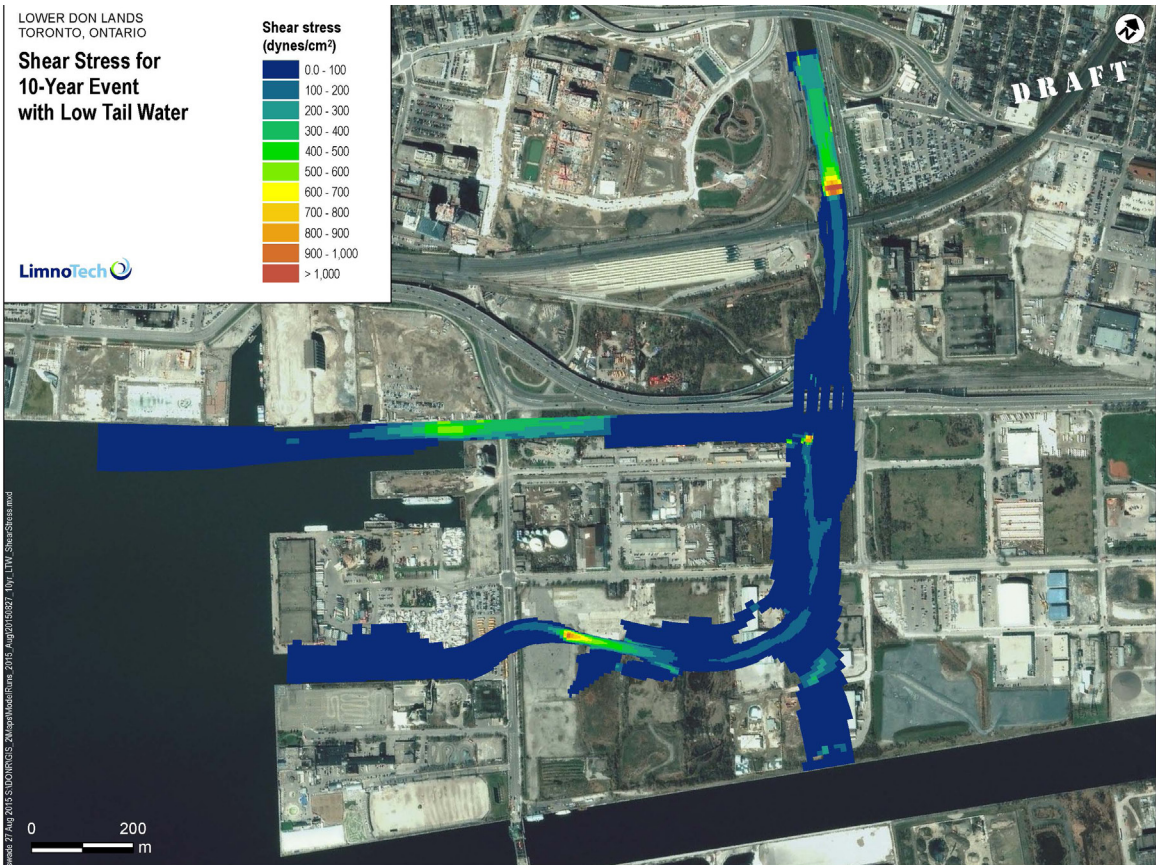 LOWER DON LANDS
TORONTO, ONTARIO
Shear Stress for
10-Year Event
with Low Tail Water
Shear stress
(dynes/cm²)
0.0 - 100
100 - 200
200 - 300
300 - 400
400 - 500
500 - 600
600 - 700
700 - 800
800 - 900
900 - 1,000
> 1,000
LimnoTech
DRAFT
N
0 200
m